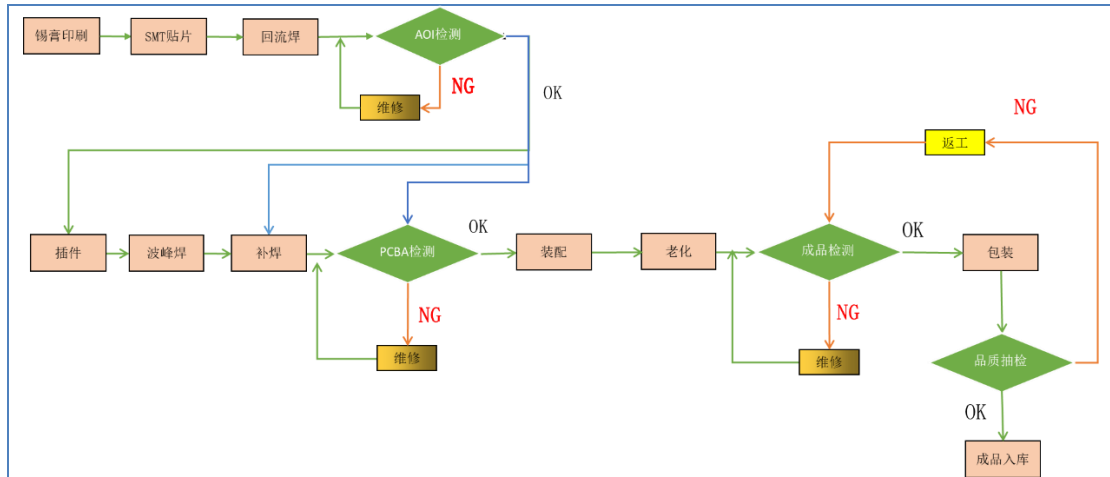 锡膏印刷
SMT贴片
回流焊
AOI检测
NG
OK
维修
NG
返工
插件
波峰焊
补焊
PCBA检测
OK
装配
老化
成品检测
OK
包装
NG
维修
NG
维修
品质抽检
OK
成品入库